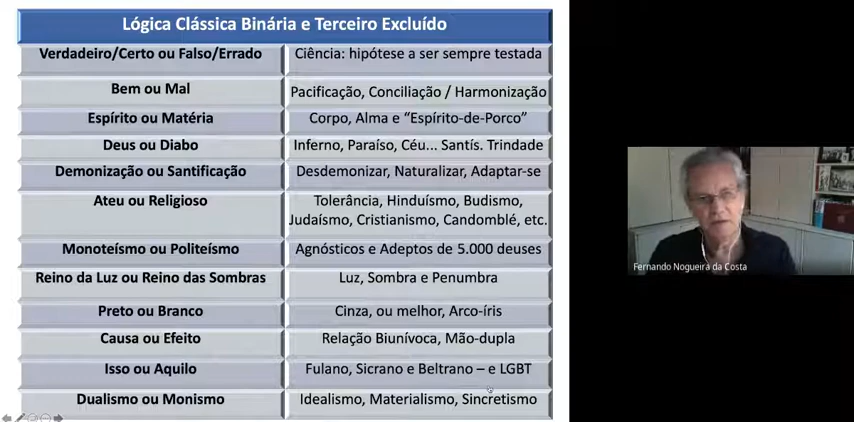 Lógica Clássica Binária e Terceiro Excluído
Verdadeiro/Certo ou Falso/Errado
Ciência: hipótese a ser sempre testada
Bem ou Mal
Pacificação, Conciliação / Harmonização
Espírito ou Matéria
Corpo, Alma e “Espírito-de-Porco”
Deus ou Diabo
Inferno, Paraíso, Céu... Santís. Trindade
Demonização ou Santificação
Desdemonizar, Naturalizar, Adaptar-se
Ateu ou Religioso
Tolerância, Hinduísmo, Budismo,
Judaísmo, Cristianismo, Candomblé, etc.
Monoteísmo ou Politeísmo
Agnósticos e Adeptos de 5.000 deuses
Reino da Luz ou Reino das Sombras
Luz, Sombra e Penumbra
Preto ou Branco
Cinza, ou melhor, Arco-íris
Causa ou Efeito
Relação Biunívoca, Mão-dupla
Isso ou Aquilo
Fulano, Sicrano e Beltrano – e LGBT
Dualismo ou Monismo
Idealismo, Materialismo, Sincretismo
Fernando Nogueira da Costa